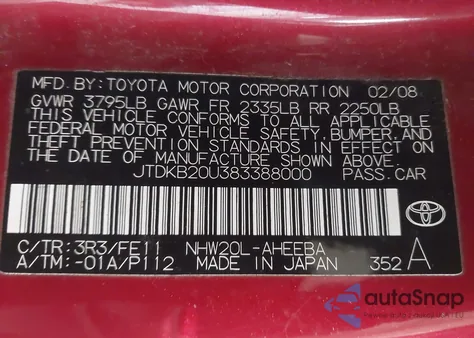 MFD. BY: TOYOTA MOTOR CORPORATION 02/08
GVWR 3795LB GAWR FR 2335LB RR 2250LB
THIS VEHICLE CONFORMS TO ALL APPLICABLE
FEDERAL MOTOR VEHICLE SAFETY, BUMPER, AND
THEFT PREVENTION STANDARDS IN EFFECT ON
THE DATE OF MANUFACTURE SHOWN ABOVE.
JTDKB20U383388000 PASS. CAR
C/TR: 3R3/FE11 NHW20L-AHEEBA
A/TM: -01A/P112 MADE IN JAPAN 352 A
TOYOTA
autoSnap